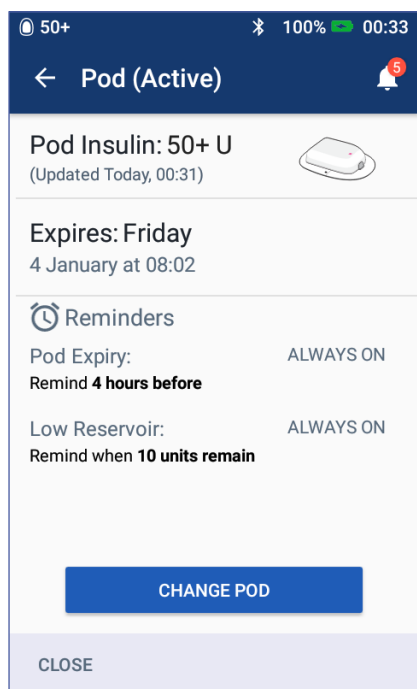 50+ 100% 00:33
Pod (Active) 5
Pod Insulin: 50+ U
(Updated Today, 00:31)
Expires: Friday
4 January at 08:02
Reminders
Pod Expiry: ALWAYS ON
Remind 4 hours before
Low Reservoir: ALWAYS ON
Remind when 10 units remain
CHANGE POD
CLOSE